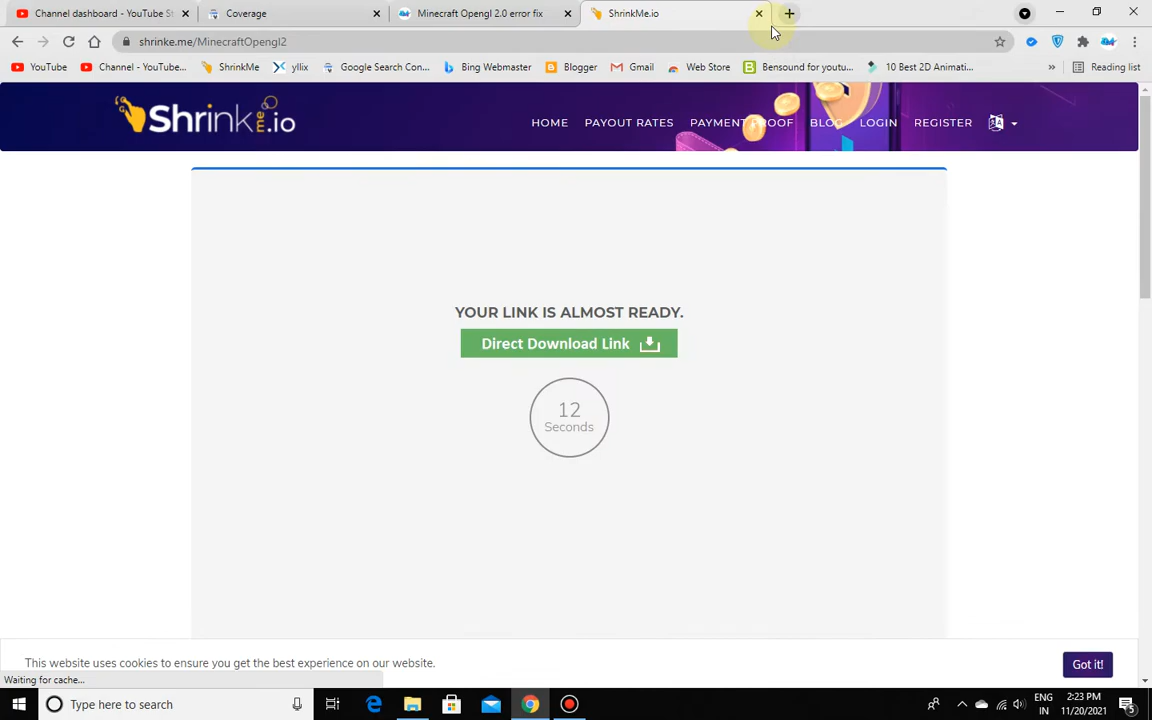 Channel dashboard - YouTube St
Coverage
Minecraft Opengl 2.0 error fix
ShrinkMe.io
shrinke.me/MinecraftOpengl2
YouTube
Channel - YouTube...
ShrinkMe
yllix
Google Search Con...
Bing Webmaster
Blogger
Gmail
Web Store
Bensound for youtu...
10 Best 2D Animati...
»
Reading list
Shrinkme.io
HOME
PAYOUT RATES
PAYMENT PROOF
BLOG
LOGIN
REGISTER
YOUR LINK IS ALMOST READY.
Direct Download Link
12
Seconds
This website uses cookies to ensure you get the best experience on our website.
Got it!
Waiting for cache...
Type here to search
ENG
IN
2:23 PM
11/20/2021
5